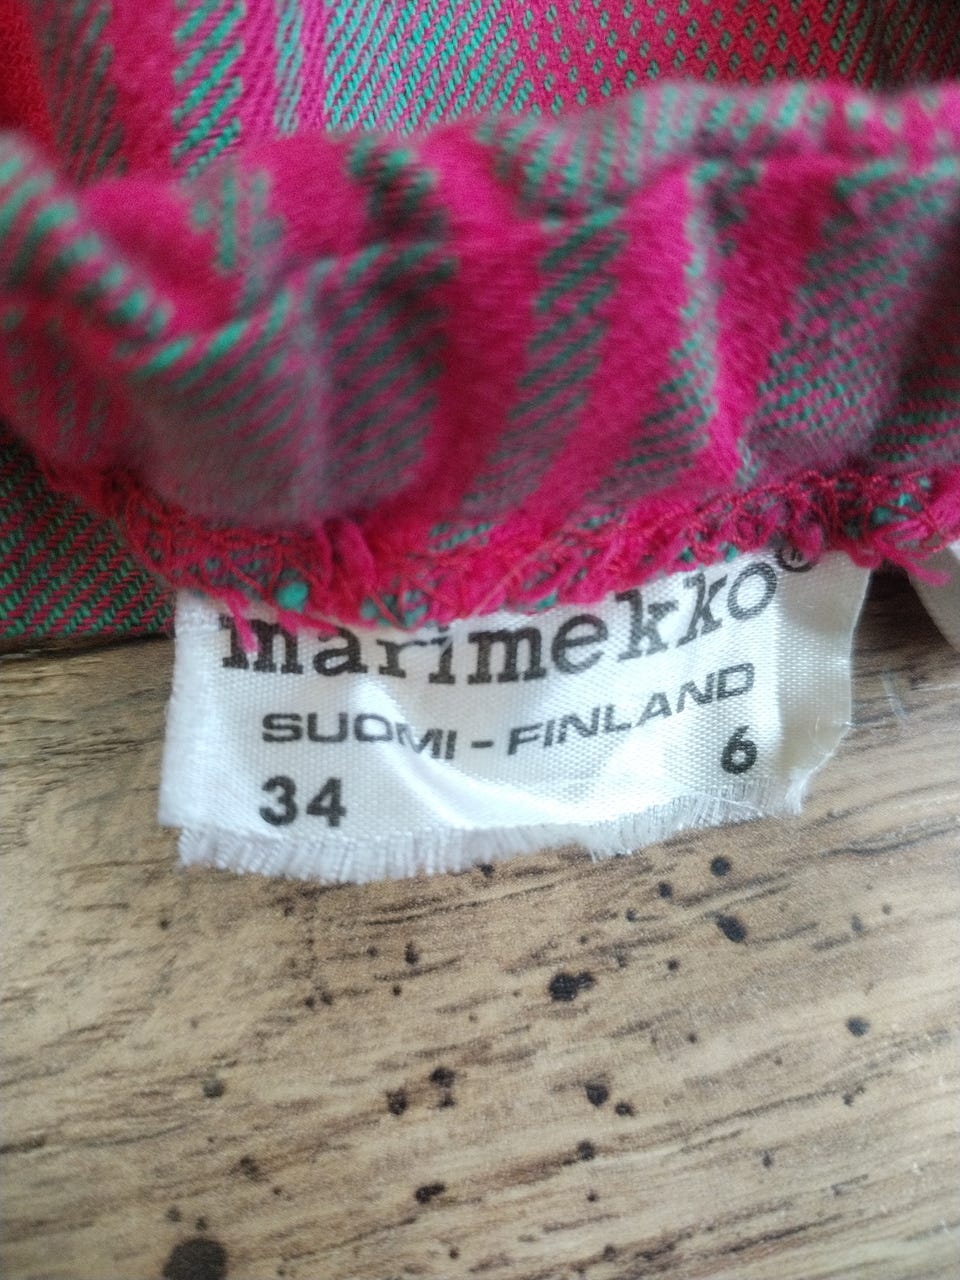 marimekko®
SUOMI - FINLAND
34 6